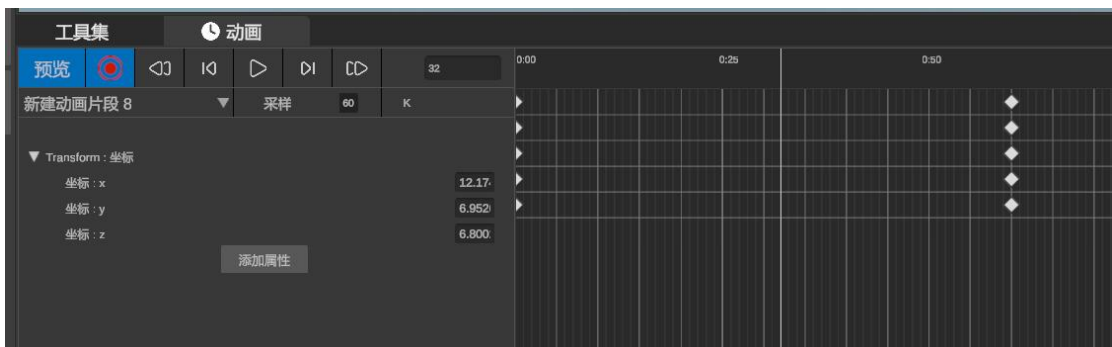 工具集 动画
预览 32 0:00 0:25 0:50
新建动画片段 8 采样 60 K
Transform : 坐标
坐标 : x 12.17
坐标 : y 6.952
坐标 : z 6.800
添加属性